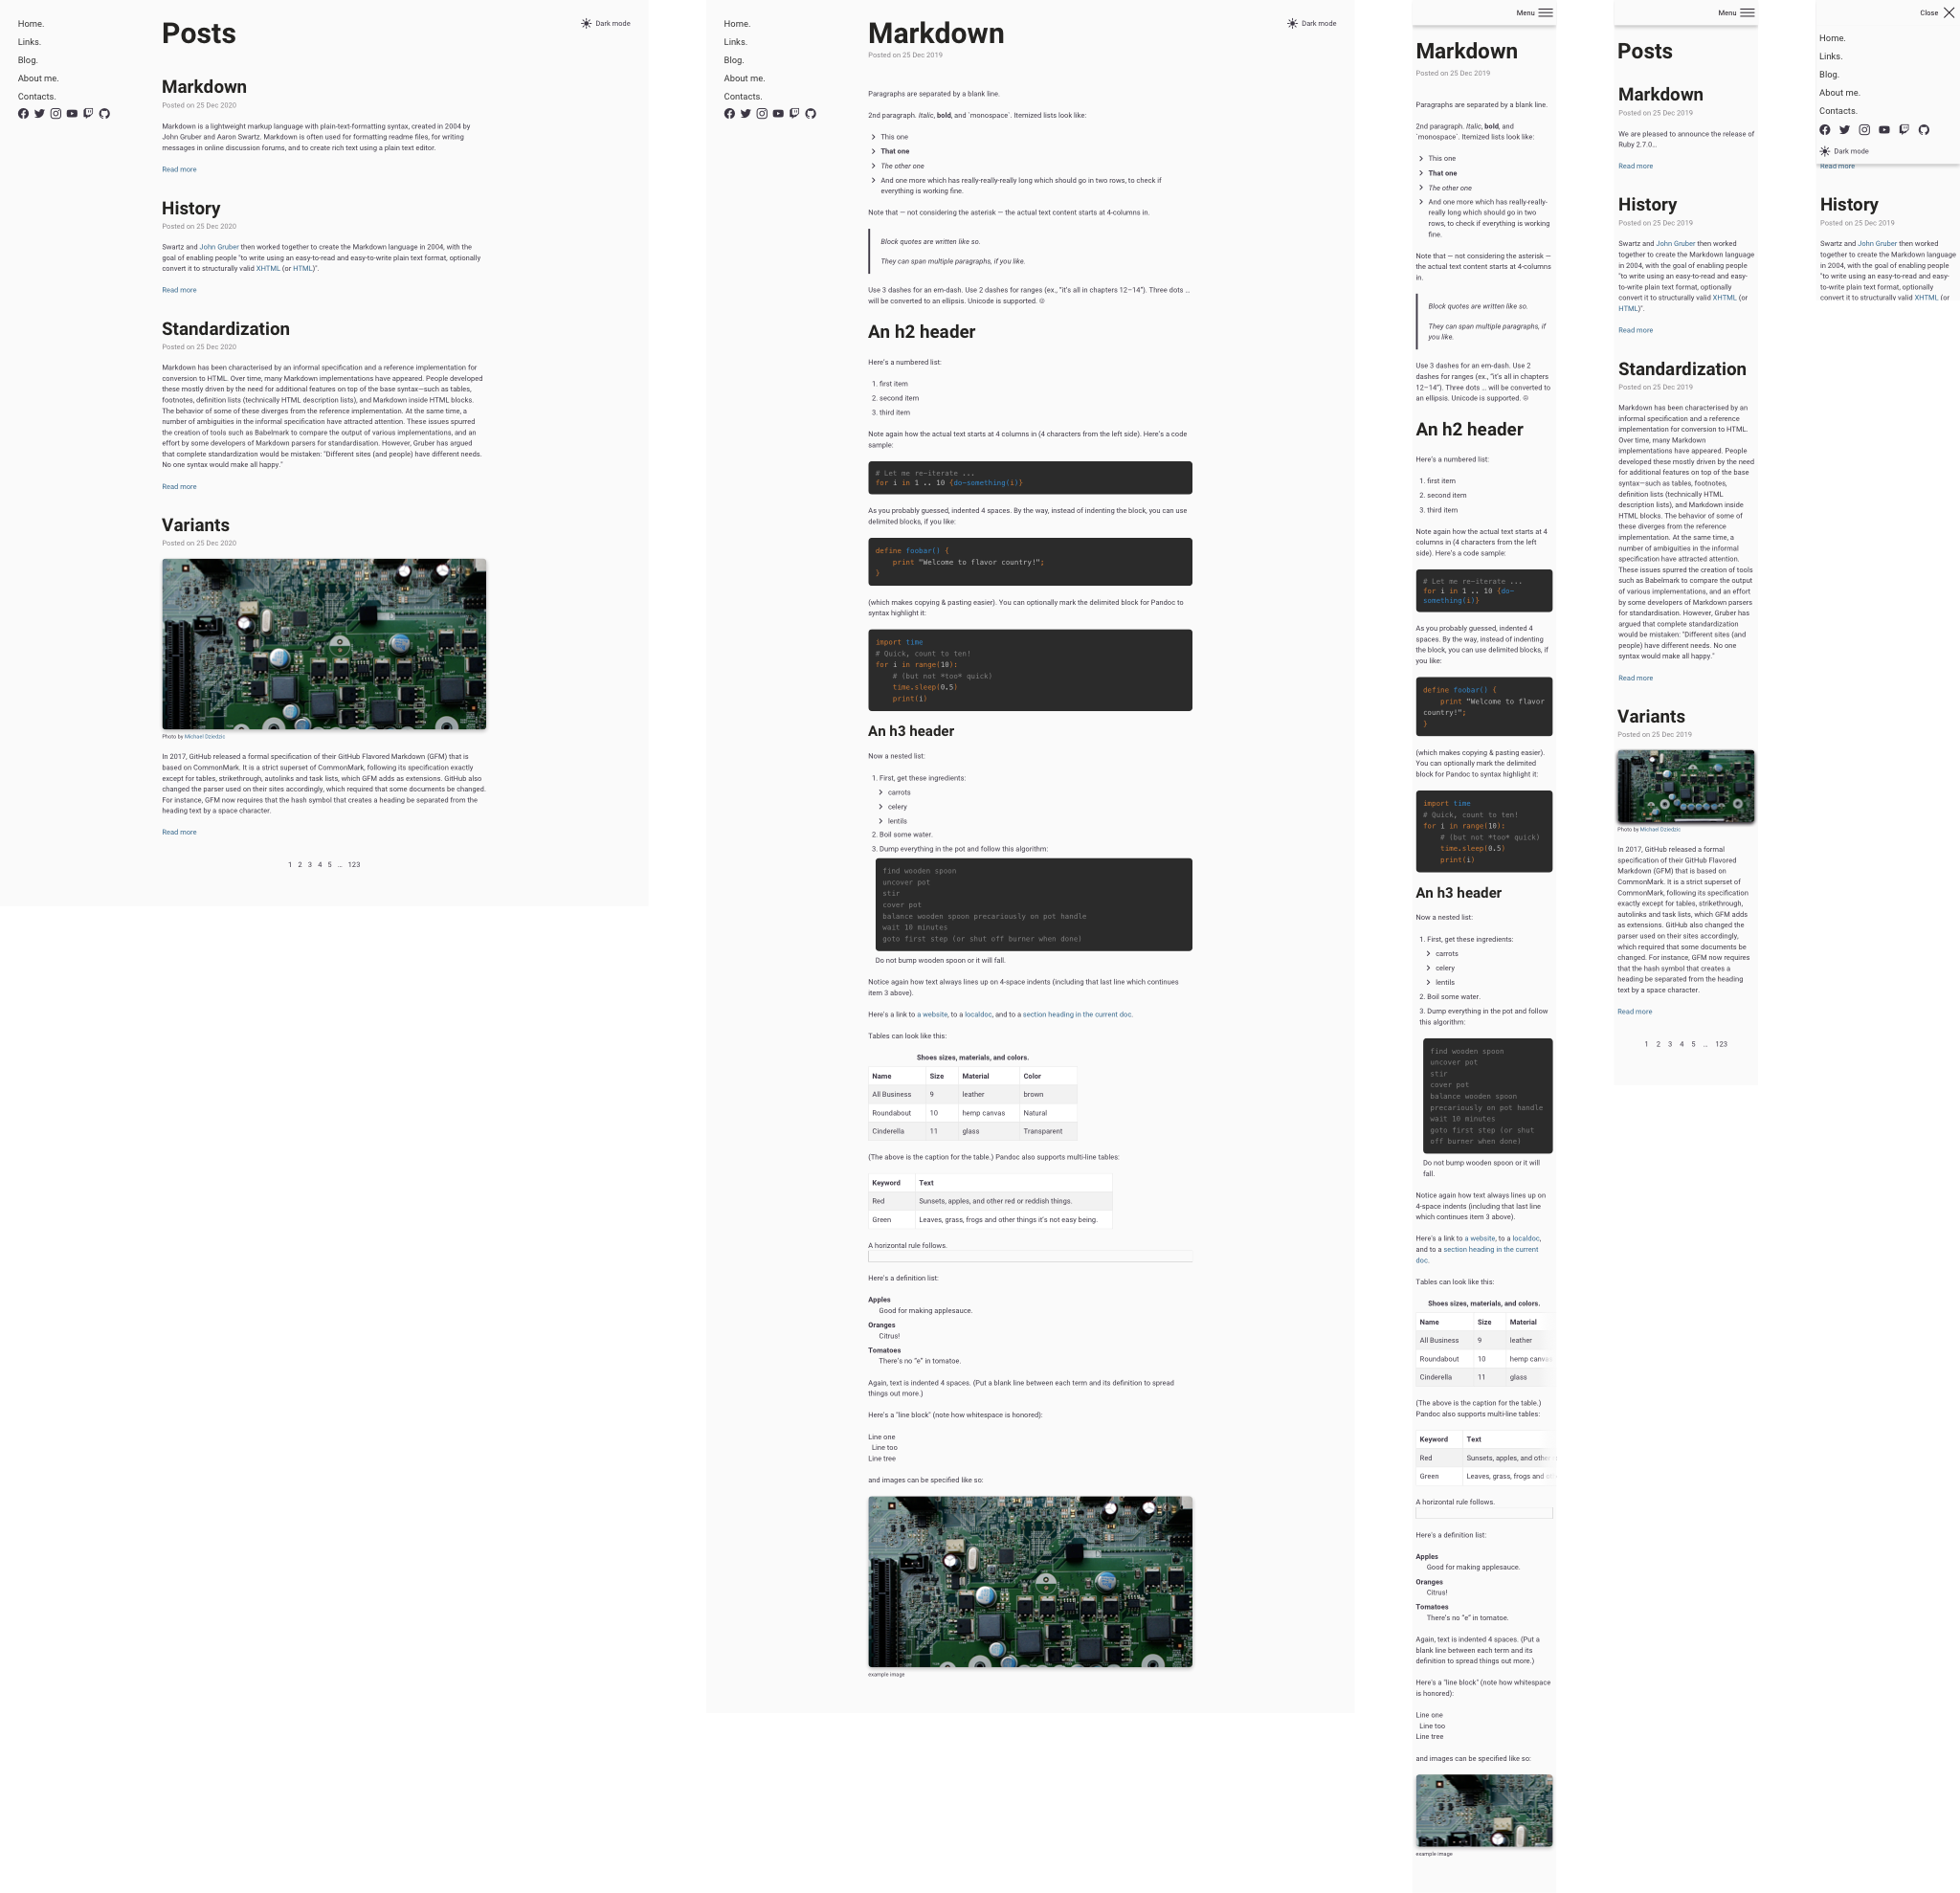 Home.
Links.
Blog.
About me.
Contacts.
Posts
Dark mode
Markdown
Posted on 25 Dec 2020
Markdown is a lightweight markup language with plain-text-formatting syntax, created in 2004 by
John Gruber and Aaron Swartz. Markdown is often used for formatting readme files, for writing
messages in online discussion forums, and to create rich text using a plain text editor.
Read more
History
Posted on 25 Dec 2020
Swartz and John Gruber then worked together to create the Markdown language in 2004, with the
goal of enabling people "to write using an easy-to-read and easy-to-write plain text format, optionally
convert it to structurally valid XHTML (or HTML)".
Read more
Standardization
Posted on 25 Dec 2020
Markdown has been characterised by an informal specification and a reference implementation for
conversion to HTML. Over time, many Markdown implementations have appeared. People developed
these mostly driven by the need for additional features on top of the base syntax—such as tables,
footnotes, definition lists (technically HTML description lists), and Markdown inside HTML blocks.
The behavior of some of these diverges from the reference implementation. At the same time, a
number of ambiguities in the informal specification have attracted attention. These issues spurred
the creation of tools such as Babelmark to compare the output of various implementations, and an
effort by some developers of Markdown parsers for standardisation. However, Gruber has argued
that complete standardization would be mistaken: "Different sites (and people) have different needs.
No one syntax would make all happy."
Read more
Variants
Posted on 25 Dec 2020
Photo by Michael Dziedzic
In 2017, GitHub released a formal specification of their GitHub Flavored Markdown (GFM) that is
based on CommonMark. It is a strict superset of CommonMark, following its specification exactly
except for tables, strikethrough, autolinks and task lists, which GFM adds as extensions. GitHub also
changed the parser used on their sites accordingly, which required that some documents be changed.
For instance, GFM now requires that the hash symbol that creates a heading be separated from the
heading text by a space character.
Read more
1 2 3 4 5 … 123
Home.
Links.
Blog.
About me.
Contacts.
Markdown
Dark mode
Posted on 25 Dec 2019
Paragraphs are separated by a blank line.
2nd paragraph. Italic, bold, and `monospace`. Itemized lists look like:
This one
That one
The other one
And one more which has really-really-really long which should go in two rows, to check if
everything is working fine.
Note that — not considering the asterisk — the actual text content starts at 4-columns in.
Block quotes are written like so.
They can span multiple paragraphs, if you like.
Use 3 dashes for an em-dash. Use 2 dashes for ranges (ex., “it’s all in chapters 12–14”). Three dots …
will be converted to an ellipsis. Unicode is supported. ☺
An h2 header
Here’s a numbered list:
1. first item
2. second item
3. third item
Note again how the actual text starts at 4 columns in (4 characters from the left side). Here’s a code
sample:
# Let me re-iterate ...
for i in 1 .. 10 {do-something(i)}
As you probably guessed, indented 4 spaces. By the way, instead of indenting the block, you can use
delimited blocks, if you like:
define foobar() {
print "Welcome to flavor country!";
}
(which makes copying & pasting easier). You can optionally mark the delimited block for Pandoc to
syntax highlight it:
import time
# Quick, count to ten!
for i in range(10):
# (but not *too* quick)
time.sleep(0.5)
print(i)
An h3 header
Now a nested list:
1. First, get these ingredients:
carrots
celery
lentils
2. Boil some water.
3. Dump everything in the pot and follow this algorithm:
find wooden spoon
uncover pot
stir
cover pot
balance wooden spoon precariously on pot handle
wait 10 minutes
goto first step (or shut off burner when done)
Do not bump wooden spoon or it will fall.
Notice again how text always lines up on 4-space indents (including that last line which continues
item 3 above).
Here’s a link to a website, to a localdoc, and to a section heading in the current doc.
Tables can look like this:
Shoes sizes, materials, and colors.
Name Size Material Color
All Business 9 leather brown
Roundabout 10 hemp canvas Natural
Cinderella 11 glass Transparent
(The above is the caption for the table.) Pandoc also supports multi-line tables:
Keyword Text
Red Sunsets, apples, and other red or reddish things.
Green Leaves, grass, frogs and other things it’s not easy being.
A horizontal rule follows.
Here’s a definition list:
Apples
Good for making applesauce.
Oranges
Citrus!
Tomatoes
There’s no “e” in tomatoe.
Again, text is indented 4 spaces. (Put a blank line between each term and its definition to spread
things out more.)
Here’s a “line block” (note how whitespace is honored):
Line one
Line too
Line tree
and images can be specified like so:
example image
Menu
Markdown
Posted on 25 Dec 2019
Paragraphs are separated by a blank line.
2nd paragraph. Italic, bold, and
`monospace`. Itemized lists look like:
This one
That one
The other one
And one more which has really-really-
really long which should go in two
rows, to check if everything is working
fine.
Note that — not considering the asterisk —
the actual text content starts at 4-columns
in.
Block quotes are written like so.
They can span multiple paragraphs, if
you like.
Use 3 dashes for an em-dash. Use 2
dashes for ranges (ex., “it’s all in chapters
12–14”). Three dots … will be converted to
an ellipsis. Unicode is supported. ☺
An h2 header
Here’s a numbered list:
1. first item
2. second item
3. third item
Note again how the actual text starts at 4
columns in (4 characters from the left
side). Here’s a code sample:
# Let me re-iterate ...
for i in 1 .. 10 {do-
something(i)}
As you probably guessed, indented 4
spaces. By the way, instead of indenting
the block, you can use delimited blocks, if
you like:
define foobar() {
print "Welcome to flavor
country!";
}
(which makes copying & pasting easier).
You can optionally mark the delimited
block for Pandoc to syntax highlight it:
import time
# Quick, count to ten!
for i in range(10):
# (but not *too* quick)
time.sleep(0.5)
print(i)
An h3 header
Now a nested list:
1. First, get these ingredients:
carrots
celery
lentils
2. Boil some water.
3. Dump everything in the pot and follow
this algorithm:
find wooden spoon
uncover pot
stir
cover pot
balance wooden spoon
precariously on pot handle
wait 10 minutes
goto first step (or shut
off burner when done)
Do not bump wooden spoon or it will
fall.
Notice again how text always lines up on
4-space indents (including that last line
which continues item 3 above).
Here’s a link to a website, to a localdoc,
and to a section heading in the current
doc.
Tables can look like this:
Shoes sizes, materials, and colors.
Name Size Material
All Business 9 leather
Roundabout 10 hemp canvas
Cinderella 11 glass
(The above is the caption for the table.)
Pandoc also supports multi-line tables:
Keyword Text
Red Sunsets, apples, and other
Green Leaves, grass, frogs and
A horizontal rule follows.
Here’s a definition list:
Apples
Good for making applesauce.
Oranges
Citrus!
Tomatoes
There’s no “e” in tomatoe.
Again, text is indented 4 spaces. (Put a
blank line between each term and its
definition to spread things out more.)
Here’s a “line block” (note how whitespace
is honored):
Line one
Line too
Line tree
and images can be specified like so:
example image
Menu
Posts
Markdown
Posted on 25 Dec 2019
We are pleased to announce the release of
Ruby 2.7.0…
Read more
History
Posted on 25 Dec 2019
Swartz and John Gruber then worked
together to create the Markdown language
in 2004, with the goal of enabling people
"to write using an easy-to-read and easy-
to-write plain text format, optionally
convert it to structurally valid XHTML (or
HTML)".
Read more
Standardization
Posted on 25 Dec 2019
Markdown has been characterised by an
informal specification and a reference
implementation for conversion to HTML.
Over time, many Markdown
implementations have appeared. People
developed these mostly driven by the need
for additional features on top of the base
syntax—such as tables, footnotes,
definition lists (technically HTML
description lists), and Markdown inside
HTML blocks. The behavior of some of
these diverges from the reference
implementation. At the same time, a
number of ambiguities in the informal
specification have attracted attention.
These issues spurred the creation of tools
such as Babelmark to compare the output
of various implementations, and an effort
by some developers of Markdown parsers
for standardisation. However, Gruber has
argued that complete standardization
would be mistaken: "Different sites (and
people) have different needs. No one
syntax would make all happy."
Read more
Variants
Posted on 25 Dec 2019
Photo by Michael Dziedzic
In 2017, GitHub released a formal
specification of their GitHub Flavored
Markdown (GFM) that is based on
CommonMark. It is a strict superset of
CommonMark, following its specification
exactly except for tables, strikethrough,
autolinks and task lists, which GFM adds
as extensions. GitHub also changed the
parser used on their sites accordingly,
which required that some documents be
changed. For instance, GFM now requires
that the hash symbol that creates a
heading be separated from the heading
text by a space character.
Read more
1 2 3 4 5 … 123
Close
Home.
Links.
Blog.
About me.
Contacts.
Dark mode
Read more
History
Posted on 25 Dec 2019
Swartz and John Gruber then worked
together to create the Markdown language
in 2004, with the goal of enabling people
"to write using an easy-to-read and easy-
to-write plain text format, optionally
convert it to structurally valid XHTML (or